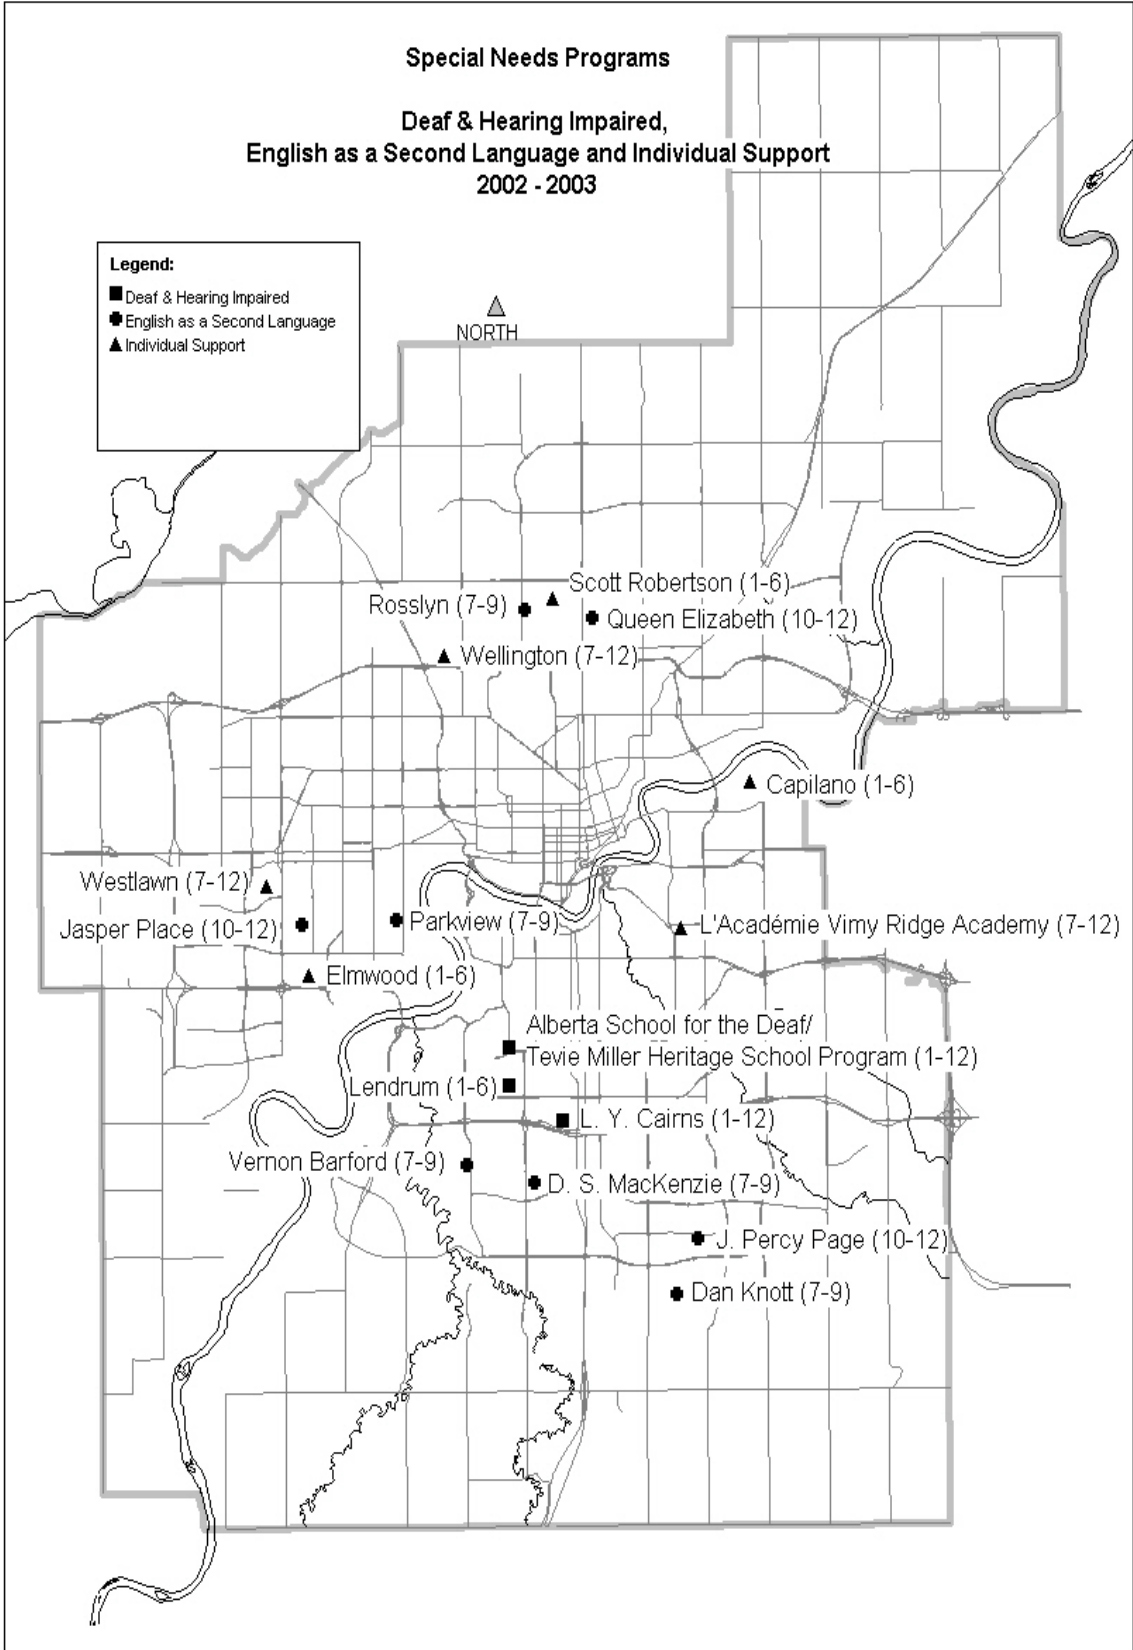 Special Needs Programs
Deaf & Hearing Impaired,
English as a Second Language and Individual Support
2002 - 2003
Legend:
Deaf & Hearing Impaired
English as a Second Language
Individual Support
NORTH
Scott Robertson (1-6)
Rosslyn (7-9)
Queen Elizabeth (10-12)
Wellington (7-12)
Capilano (1-6)
Westlawn (7-12)
Jasper Place (10-12)
Parkview (7-9)
L'Académie Vimy Ridge Academy (7-12)
Elmwood (1-6)
Alberta School for the Deaf/
Tevie Miller Heritage School Program (1-12)
Lendrum (1-6)
L. Y. Cairns (1-12)
Vernon Barford (7-9)
D. S. MacKenzie (7-9)
J. Percy Page (10-12)
Dan Knott (7-9)